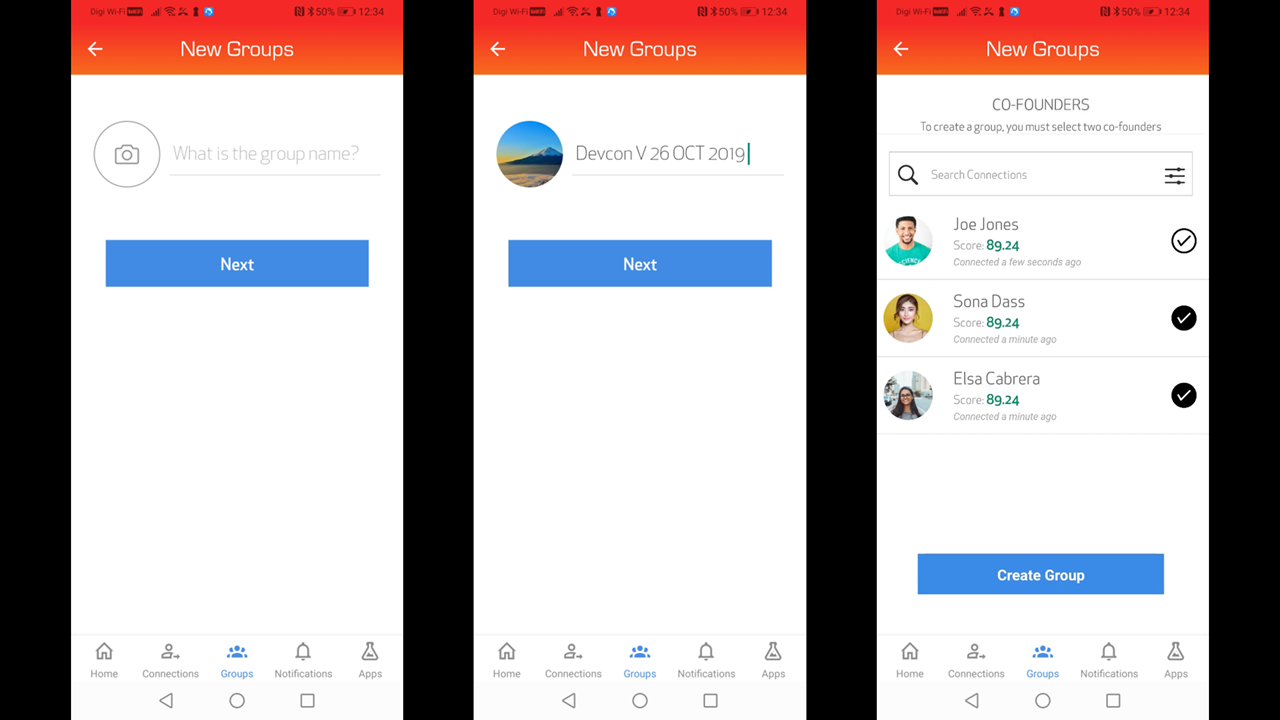 Digi Wi-Fi
50% 12:34
New Groups
What is the group name?
Next
Home Connections Groups Notifications Apps
Digi Wi-Fi
50% 12:34
New Groups
Devcon V 26 OCT 2019
Next
Home Connections Groups Notifications Apps
Digi Wi-Fi
50% 12:34
New Groups
CO-FOUNDERS
To create a group, you must select two co-founders
Search Connections
Joe Jones
Score: 89.24
Connected a few seconds ago
Sona Dass
Score: 89.24
Connected a minute ago
Elsa Cabrera
Score: 89.24
Connected a minute ago
Create Group
Home Connections Groups Notifications Apps